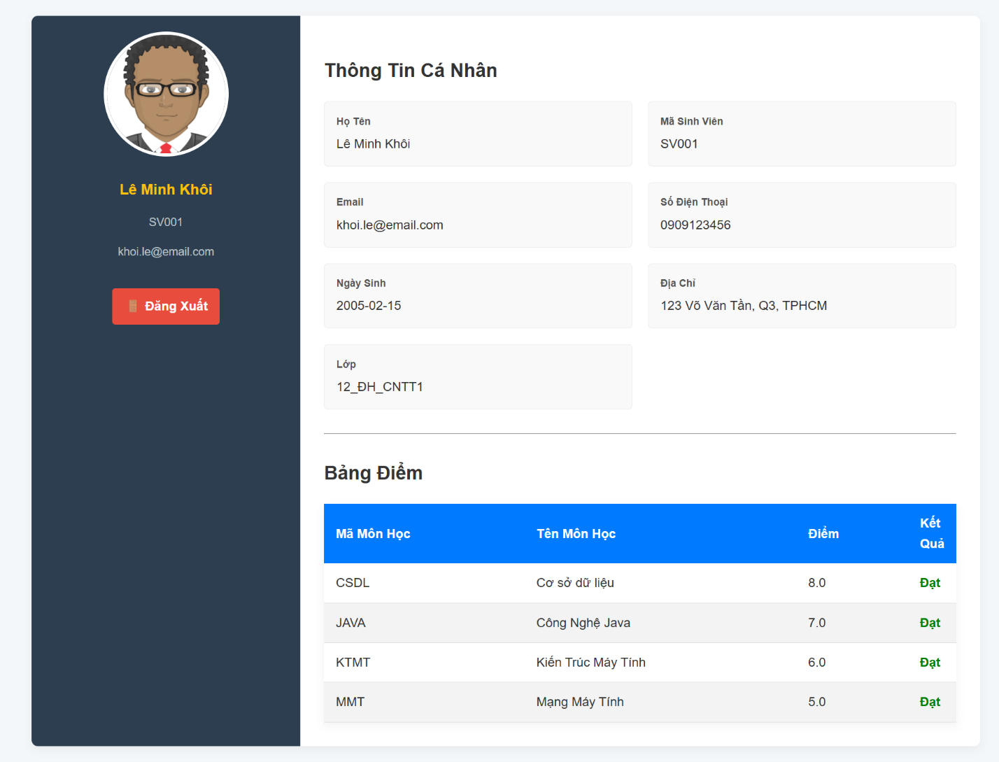 Lê Minh Khôi
SV001
khoi.le@email.com
Đăng Xuất
Thông Tin Cá Nhân
Họ Tên
Lê Minh Khôi
Mã Sinh Viên
SV001
Email
khoi.le@email.com
Số Điện Thoại
0909123456
Ngày Sinh
2005-02-15
Địa Chỉ
123 Võ Văn Tần, Q3, TPHCM
Lớp
12_ĐH_CNTT1
Bảng Điểm
Mã Môn Học Tên Môn Học Điểm Kết Quả
CSDL Cơ sở dữ liệu 8.0 Đạt
JAVA Công Nghệ Java 7.0 Đạt
KTMT Kiến Trúc Máy Tính 6.0 Đạt
MMT Mạng Máy Tính 5.0 Đạt